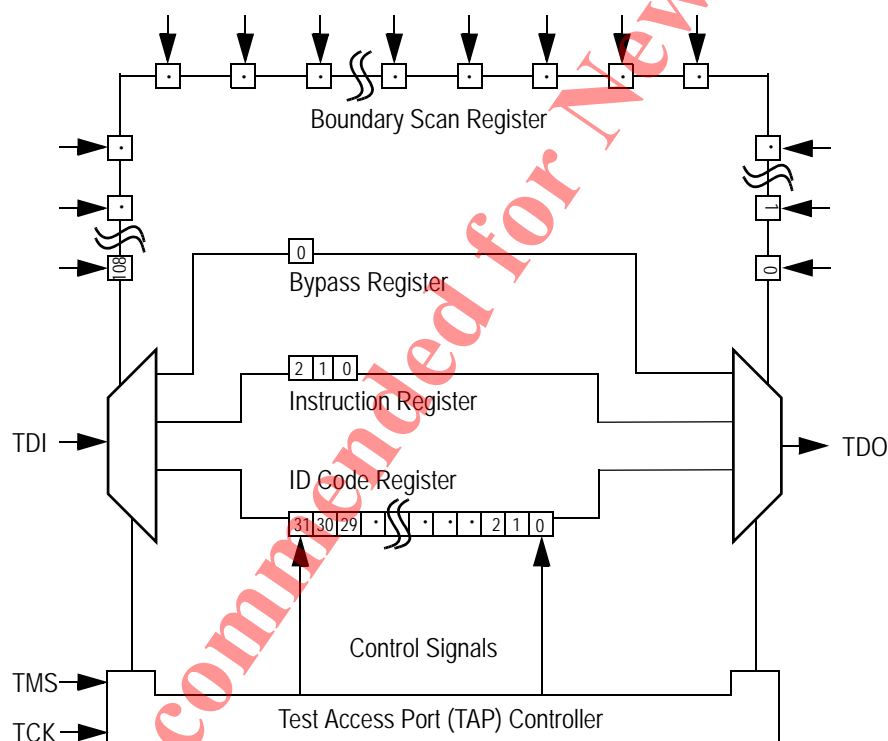 Boundary Scan Register
108
1
0
0
Bypass Register
2 1 0
Instruction Register
TDI
TDO
ID Code Register
31 30 29 · · · · 2 1 0
Control Signals
TMS
Test Access Port (TAP) Controller
TCK
commended for New